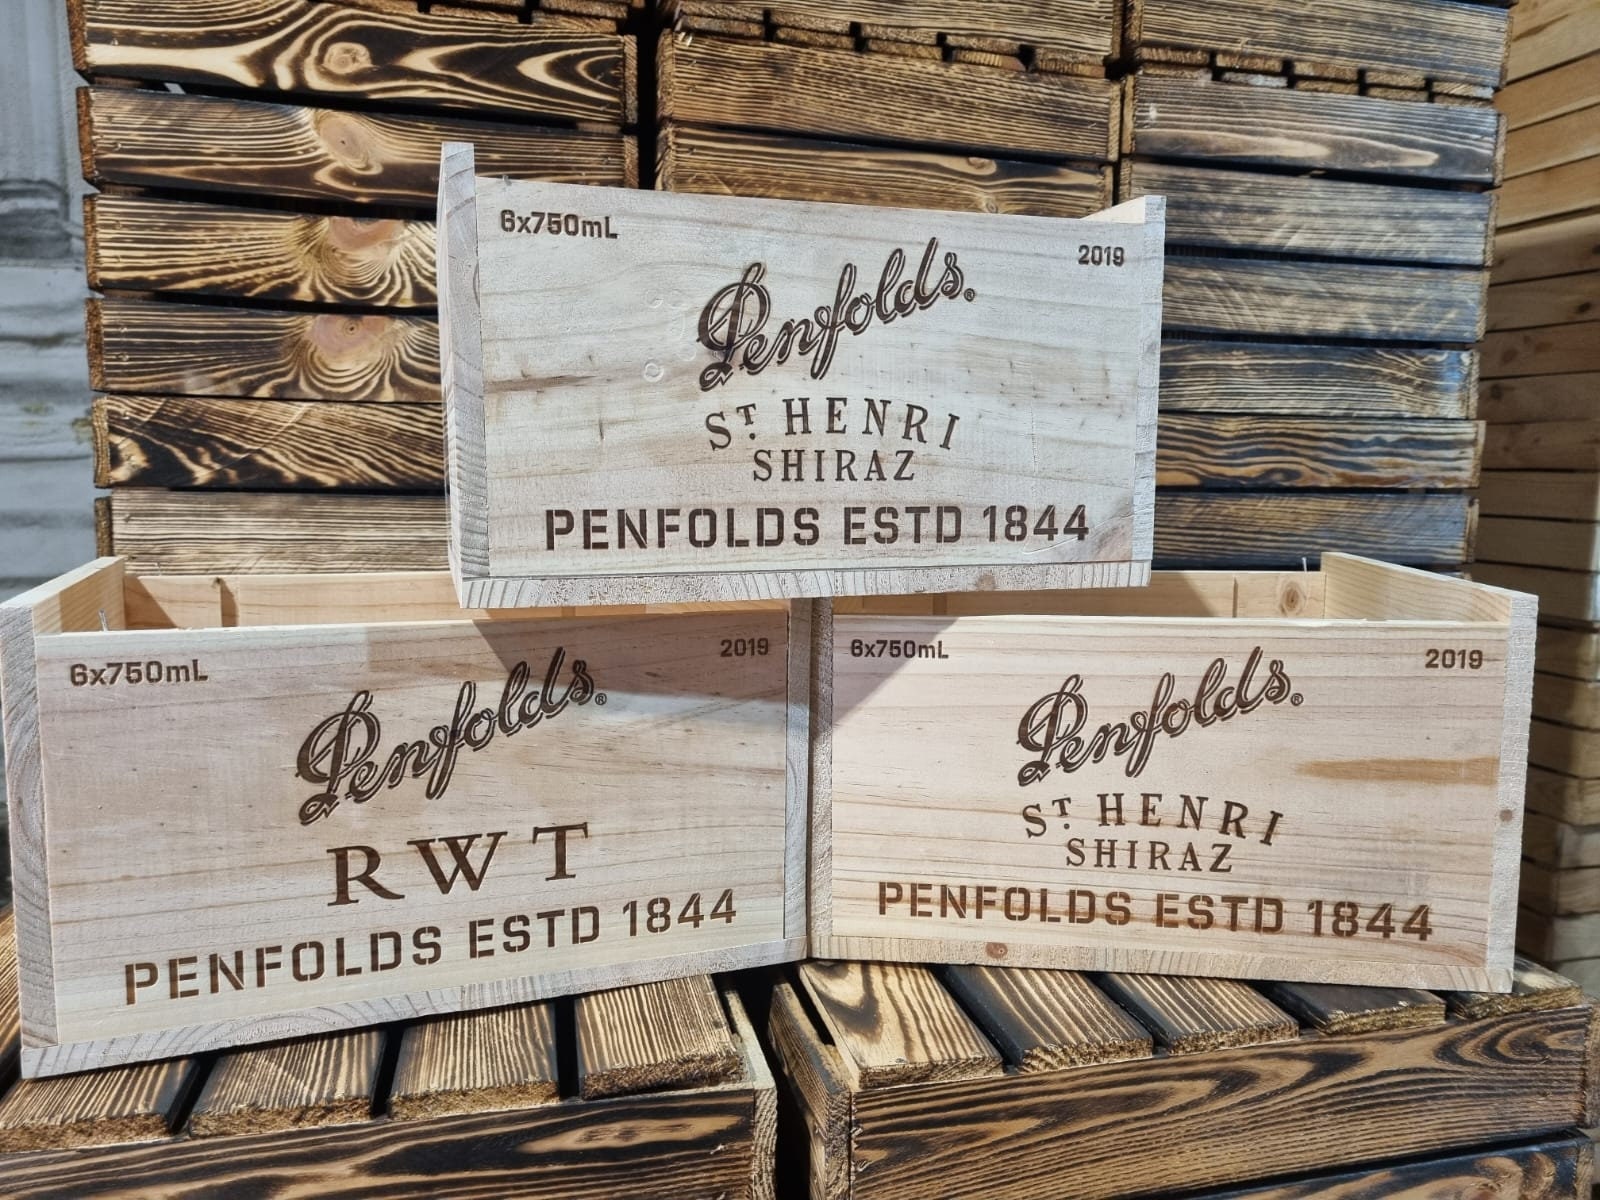 6x750mL
2019
Penfolds®
ST. HENRI
SHIRAZ
PENFOLDS ESTD 1844
6x750mL
2019
Penfolds®
RWT
PENFOLDS ESTD 1844
6x750mL
2019
Penfolds®
ST. HENRI
SHIRAZ
PENFOLDS ESTD 1844